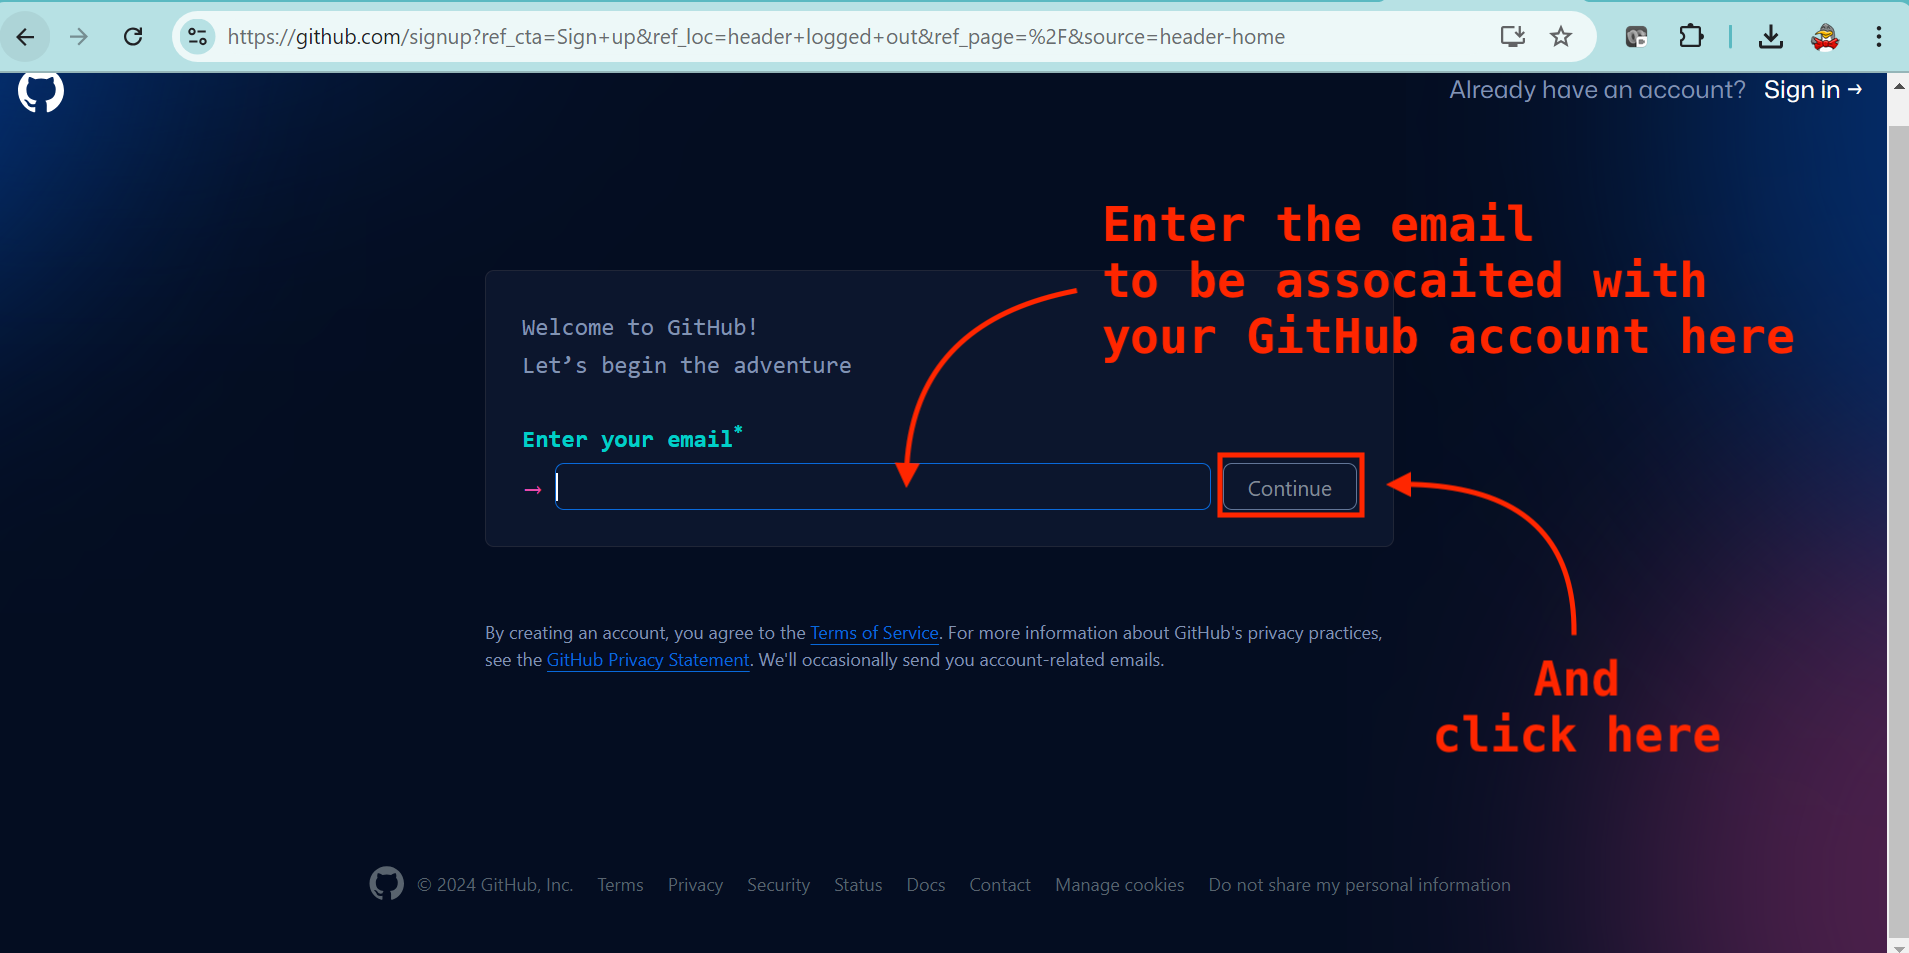 https://github.com/signup?ref_cta=Sign+up&ref_loc=header+logged+out&ref_page=%2F&source=header-home
Already have an account? Sign in →
Enter the email
to be assocaited with
your GitHub account here
Welcome to GitHub!
Let’s begin the adventure
Enter your email*
→
Continue
By creating an account, you agree to the Terms of Service. For more information about GitHub's privacy practices,
see the GitHub Privacy Statement. We'll occasionally send you account-related emails.
And
click here
© 2024 GitHub, Inc. Terms Privacy Security Status Docs Contact Manage cookies Do not share my personal information